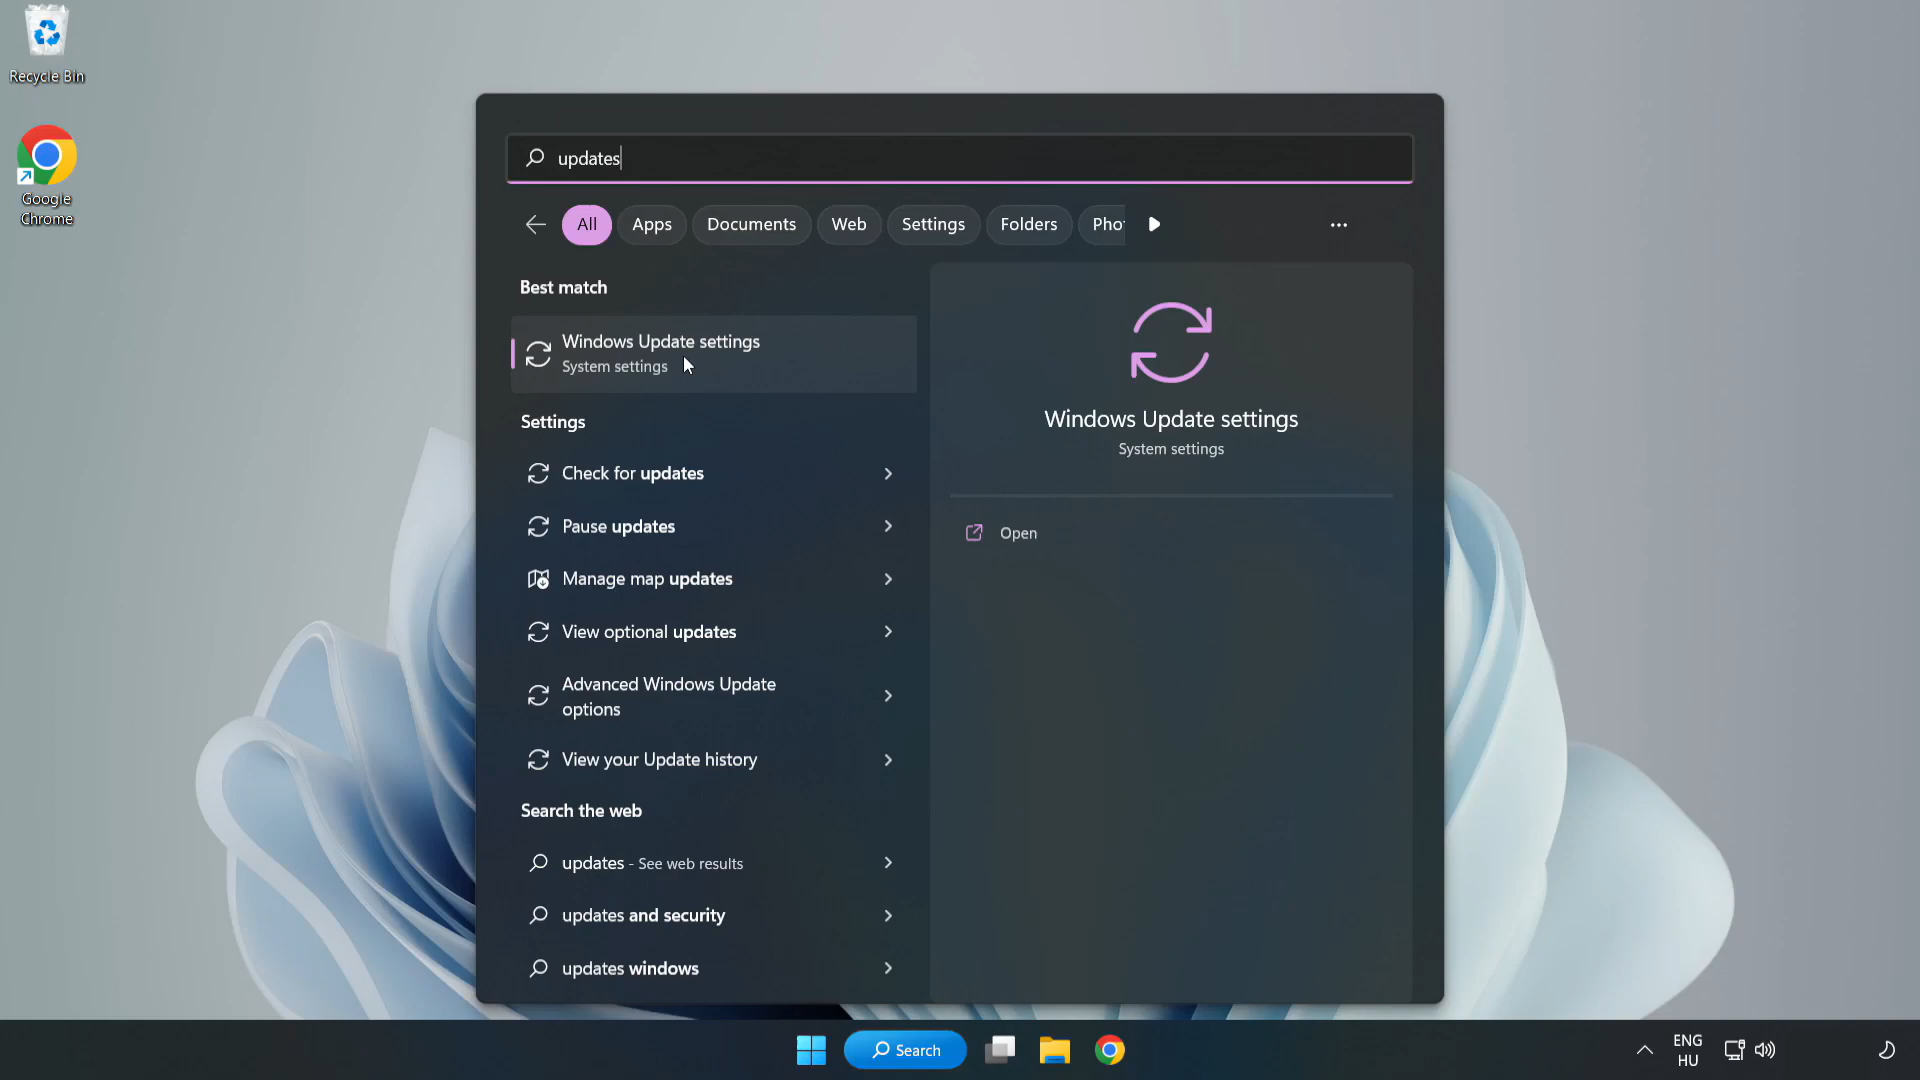 Recycle Bin
Google
Chrome
updates
All
Apps
Documents
Web
Settings
Folders
Pho
Best match
Windows Update settings
System settings
Settings
Check for updates
Pause updates
Manage map updates
View optional updates
Advanced Windows Update
options
View your Update history
Search the web
updates - See web results
updates and security
updates windows
Windows Update settings
System settings
Open
Search
ENG
HU